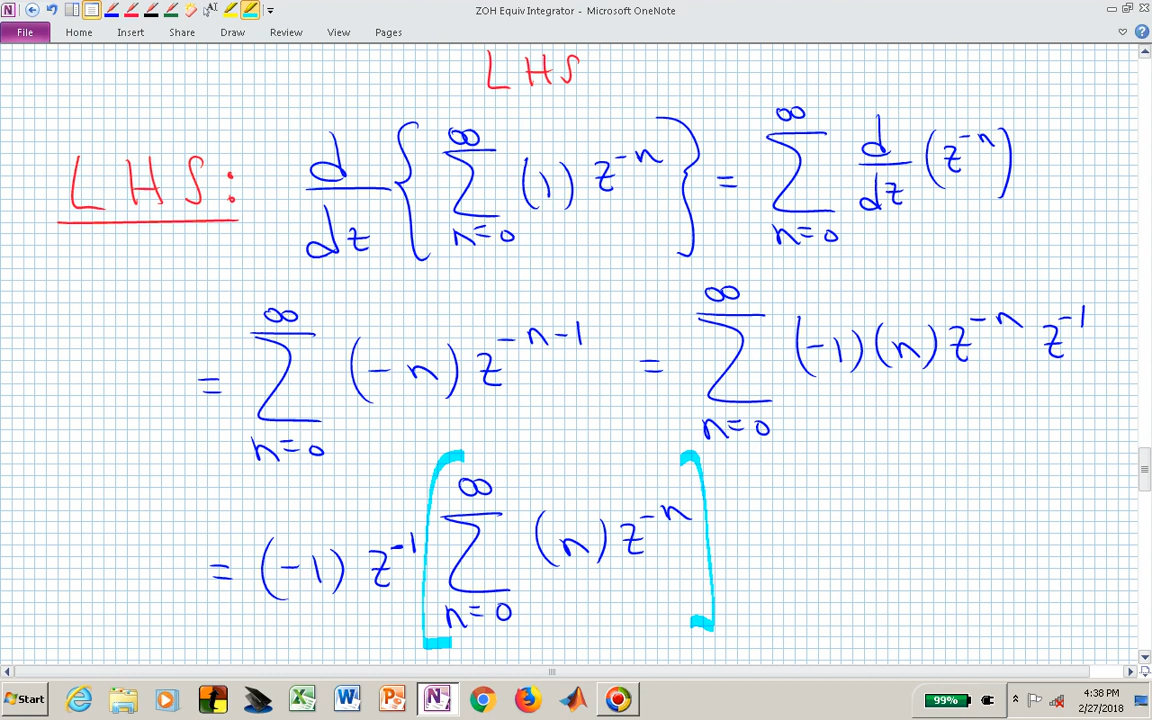 ZOH Equiv Integrator - Microsoft OneNote
File Home Insert Share Draw Review View Pages
LHS
LHS: d/dz { ∑_{n=0}^{∞} (1) z^{-n} } = ∑_{n=0}^{∞} d/dz (z^{-n})
= ∑_{n=0}^{∞} (-n) z^{-n-1} = ∑_{n=0}^{∞} (-1)(n) z^{-n} z^{-1}
= (-1) z^{-1} [ ∑_{n=0}^{∞} (n) z^{-n} ]
Start 99% 4:38 PM
2/27/2018